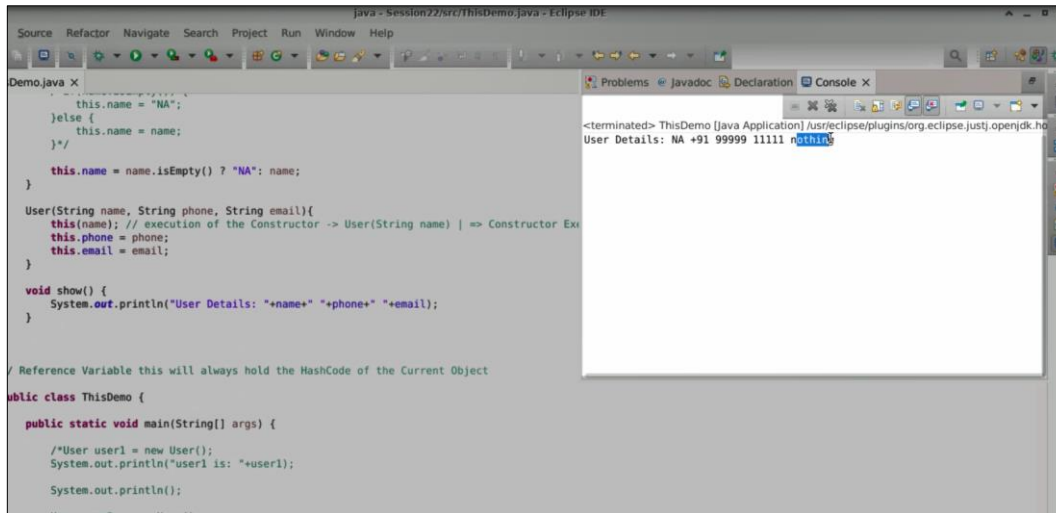 java - Session22/src/ThisDemo.java - Eclipse IDE
Source Refactor Navigate Search Project Run Window Help
Demo.java
this.name = "NA";
}else {
this.name = name;
}*/
this.name = name.isEmpty() ? "NA": name;
}
User(String name, String phone, String email){
this(name); // execution of the Constructor -> User(String name) | => Constructor Exe
this.phone = phone;
this.email = email;
}
void show() {
System.out.println("User Details: "+name+" "+phone+" "+email);
}
/ Reference Variable this will always hold the HashCode of the Current Object
ublic class ThisDemo {
public static void main(String[] args) {
/*User user1 = new User();
System.out.println("user1 is: "+user1);
System.out.println();
Problems Javadoc Declaration Console
<terminated> ThisDemo [Java Application] /usr/eclipse/plugins/org.eclipse.justj.openjdk.ho
User Details: NA +91 99999 11111 nothing